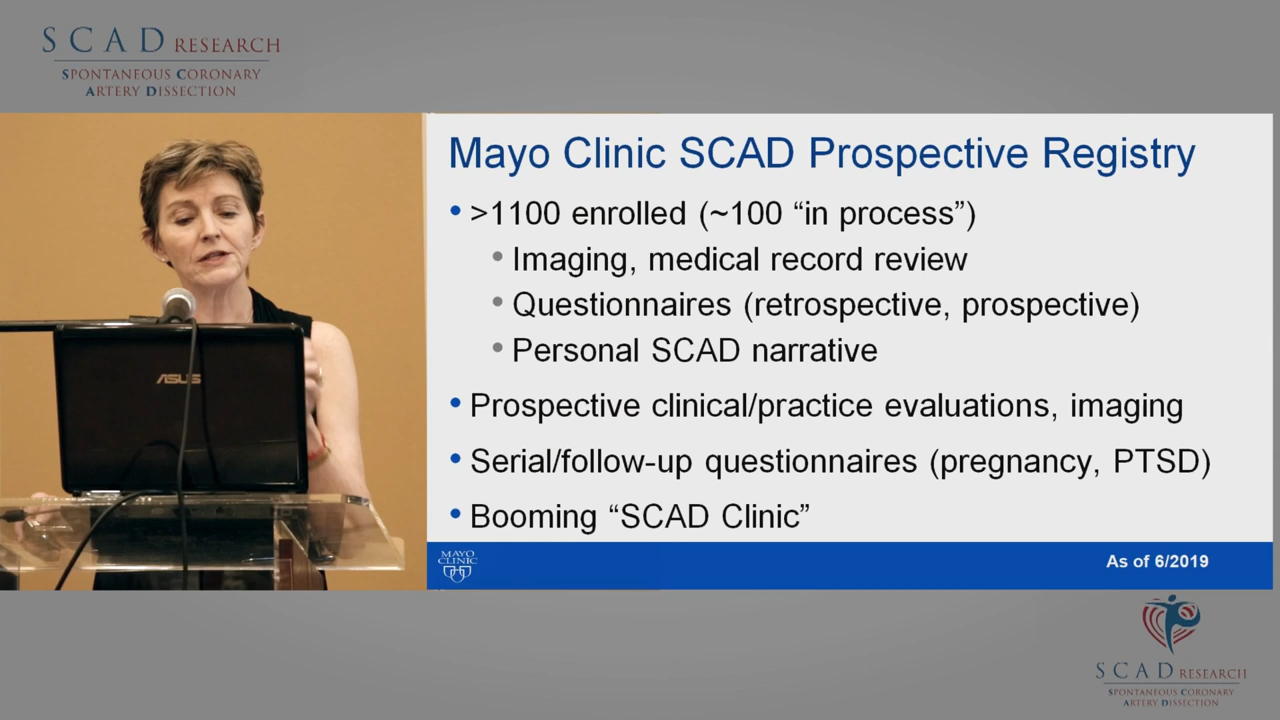 SCAD RESEARCH
SPONTANEOUS CORONARY
ARTERY DISSECTION
ASUS
Mayo Clinic SCAD Prospective Registry
• >1100 enrolled (~100 “in process”)
• Imaging, medical record review
• Questionnaires (retrospective, prospective)
• Personal SCAD narrative
• Prospective clinical/practice evaluations, imaging
• Serial/follow-up questionnaires (pregnancy, PTSD)
• Booming “SCAD Clinic”
MAYO
CLINIC
As of 6/2019
SCAD RESEARCH
SPONTANEOUS CORONARY
ARTERY DISSECTION